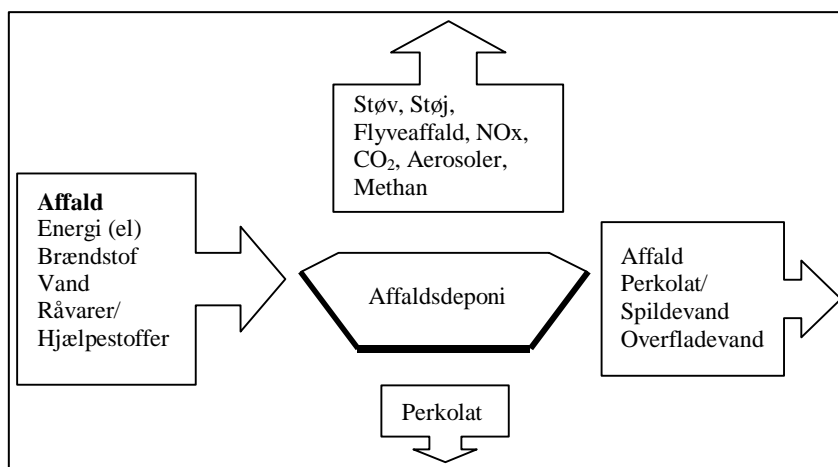 Støv, Støj,
Flyveaffald, NOx,
CO₂, Aerosoler,
Methan
Affald
Energi (el)
Brændstof
Vand
Råvarer/
Hjælpestoffer
Affaldsdeponi
Affald
Perkolat/
Spildevand
Overfladevand
Perkolat